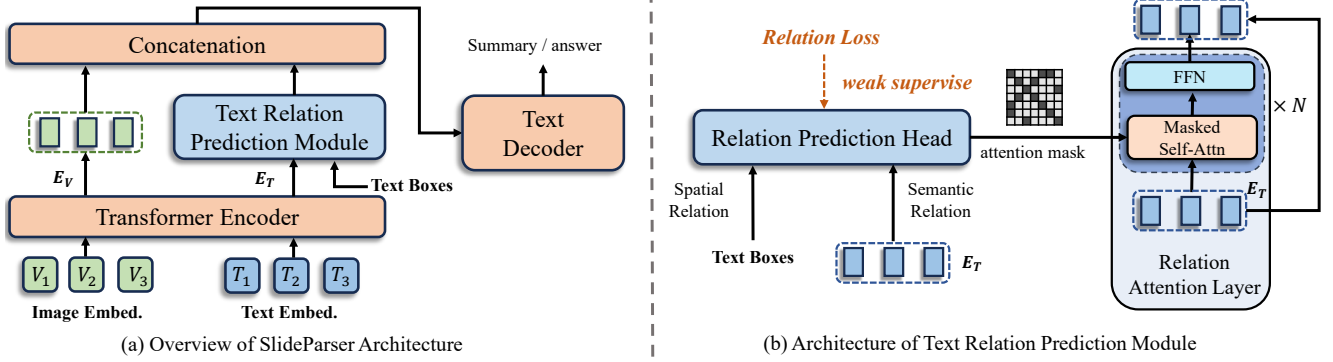 Concatenation
Summary / answer
Text Relation
Prediction Module
Text
Decoder
E_V
E_T
Text Boxes
Transformer Encoder
V_1 V_2 V_3
T_1 T_2 T_3
Image Embed.
Text Embed.
(a) Overview of SlideParser Architecture
Relation Loss
weak supervise
Relation Prediction Head
attention mask
FFN
Masked
Self-Attn
× N
E_T
Spatial
Relation
Semantic
Relation
Text Boxes
E_T
Relation
Attention Layer
(b) Architecture of Text Relation Prediction Module